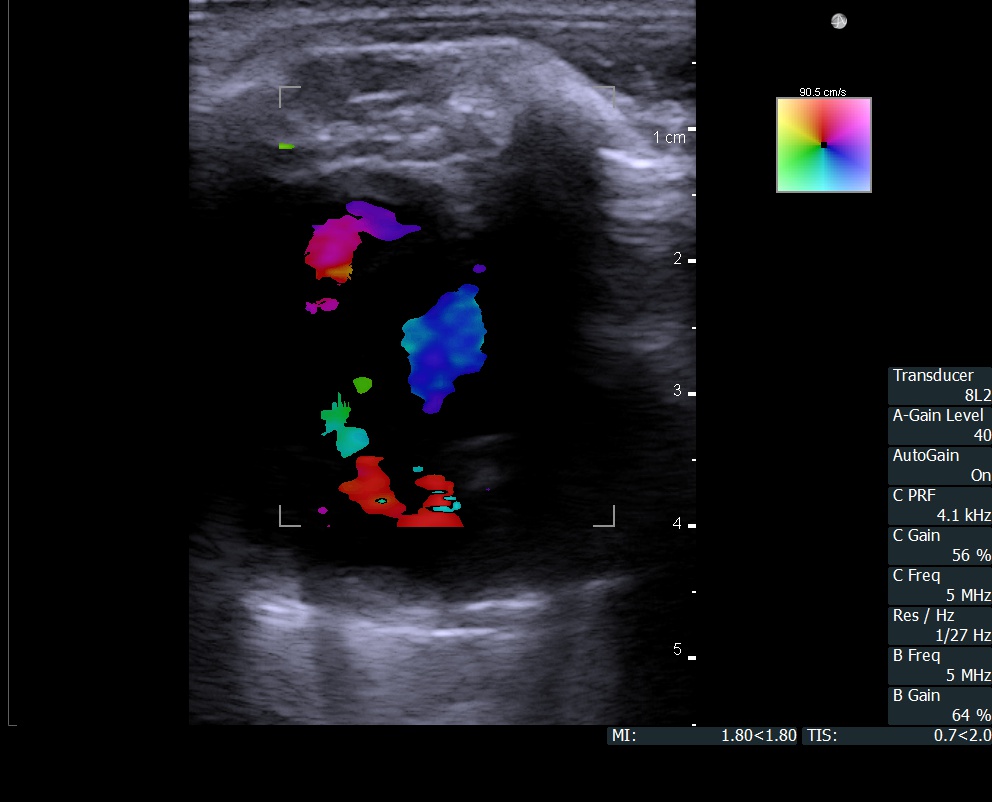 90.5 cm/s
1 cm
2
3
4
5
Transducer
8L2
A-Gain Level
40
AutoGain
On
C PRF
4.1 kHz
C Gain
56 %
C Freq
5 MHz
Res / Hz
1/27 Hz
B Freq
5 MHz
B Gain
64 %
MI: 1.80<1.80 TIS: 0.7<2.0